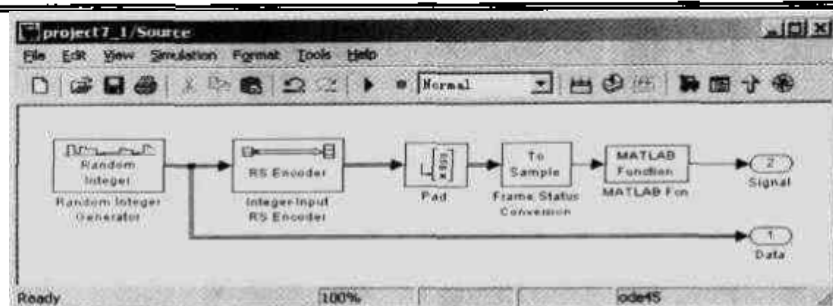 project7_1/Source
File Edit View Simulation Format Tools Help
Normal
Random
Integer
Random Integer
Generator
RS Encoder
Integer-Input
RS Encoder
Pad
To
Sample
Frame Status
Conversion
MATLAB
Function
MATLAB Fcn
2
Signal
1
Data
Ready 100% ode45